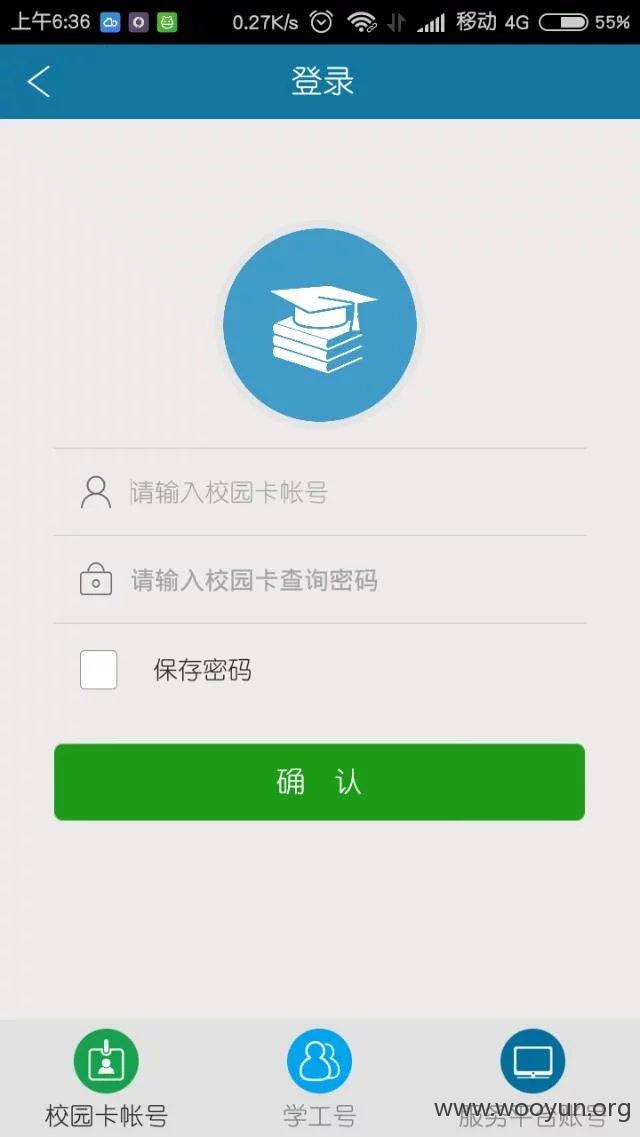 上午6:36 0.27K/s 移动 4G 55%
登录
请输入校园卡帐号
请输入校园卡查询密码
保存密码
确 认
校园卡帐号 学工号 服务平台账号
www.wooyun.org